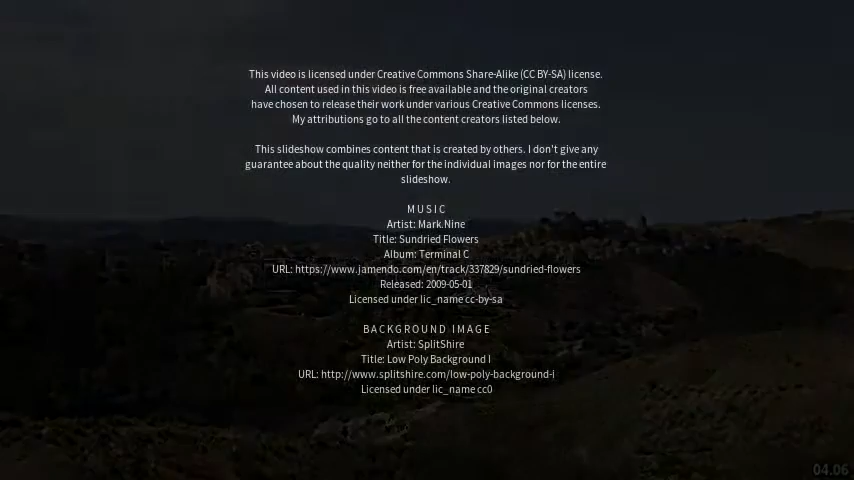 This video is licensed under Creative Commons Share-Alike (CC BY-SA) license.
All content used in this video is free available and the original creators
have chosen to release their work under various Creative Commons licenses.
My attributions go to all the content creators listed below.
This slideshow combines content that is created by others. I don't give any
guarantee about the quality neither for the individual images nor for the entire
slideshow.
MUSIC
Artist: Mark.Nine
Title: Sundried Flowers
Album: Terminal C
URL: https://www.jamendo.com/en/track/337829/sundried-flowers
Released: 2009-05-01
Licensed under lic_name cc-by-sa
BACKGROUND IMAGE
Artist: SplitShire
Title: Low Poly Background I
URL: http://www.splitshire.com/low-poly-background-i
Licensed under lic_name cc0
04.06